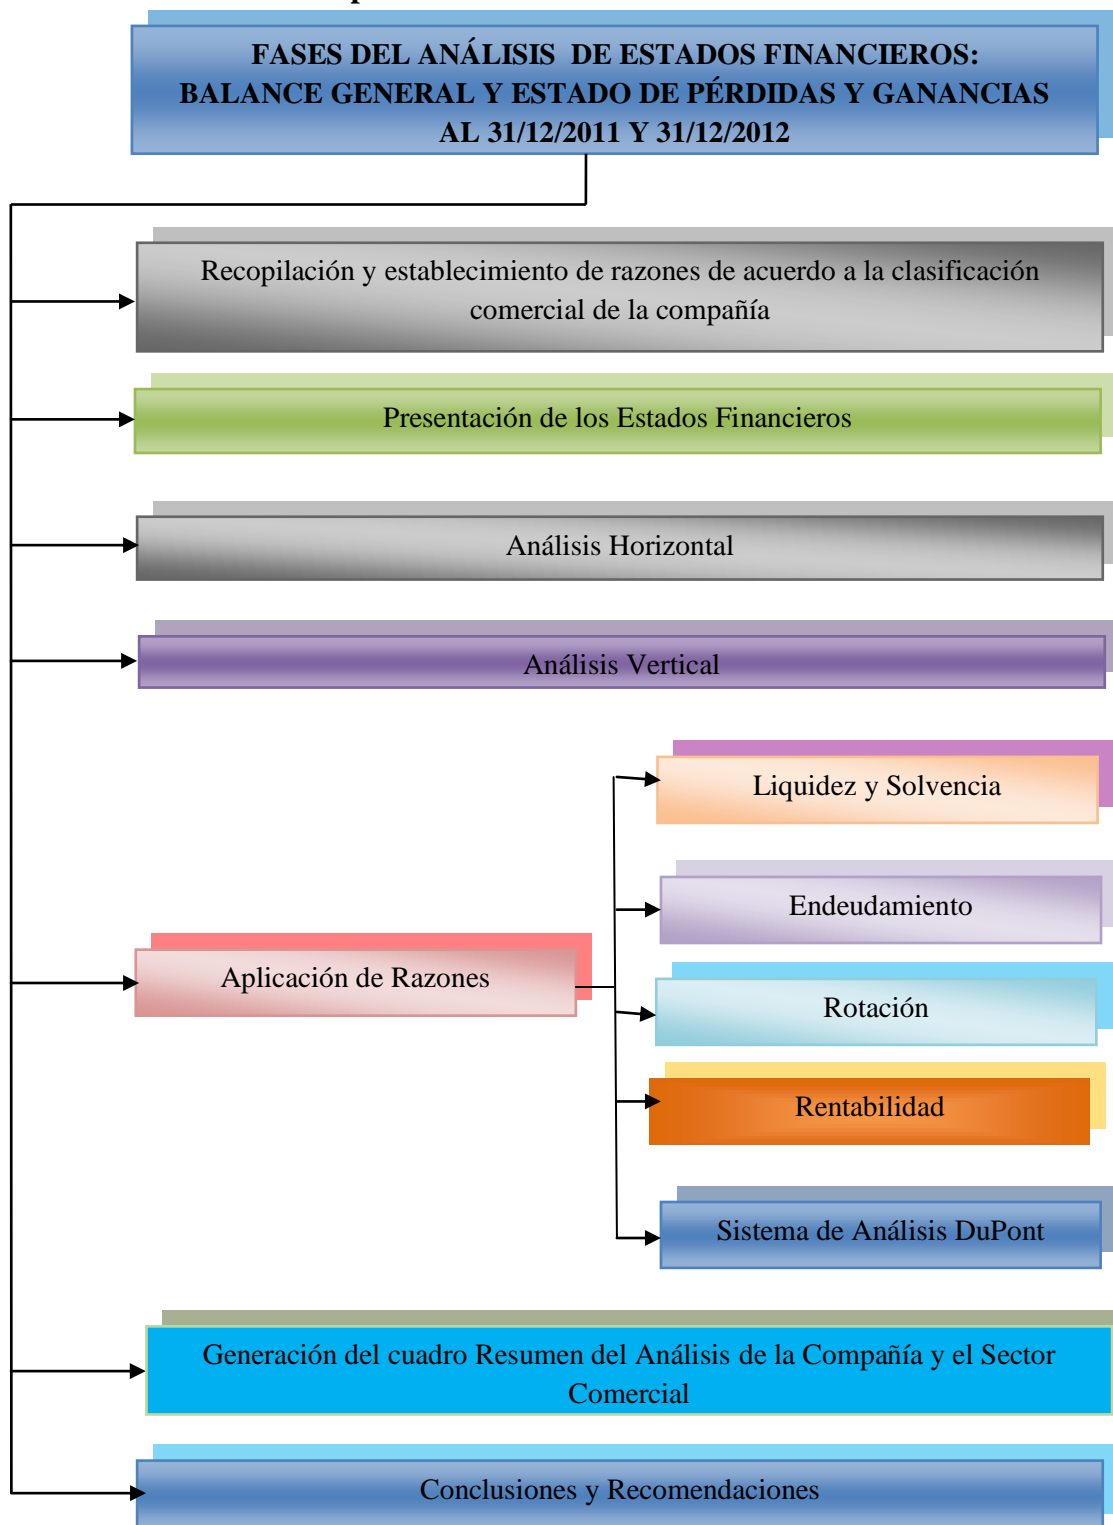 FASES DEL ANÁLISIS DE ESTADOS FINANCIEROS:
BALANCE GENERAL Y ESTADO DE PÉRDIDAS Y GANANCIAS
AL 31/12/2011 Y 31/12/2012
Recopilación y establecimiento de razones de acuerdo a la clasificación
comercial de la compañía
Presentación de los Estados Financieros
Análisis Horizontal
Análisis Vertical
Aplicación de Razones
Liquidez y Solvencia
Endeudamiento
Rotación
Rentabilidad
Sistema de Análisis DuPont
Generación del cuadro Resumen del Análisis de la Compañía y el Sector
Comercial
Conclusiones y Recomendaciones